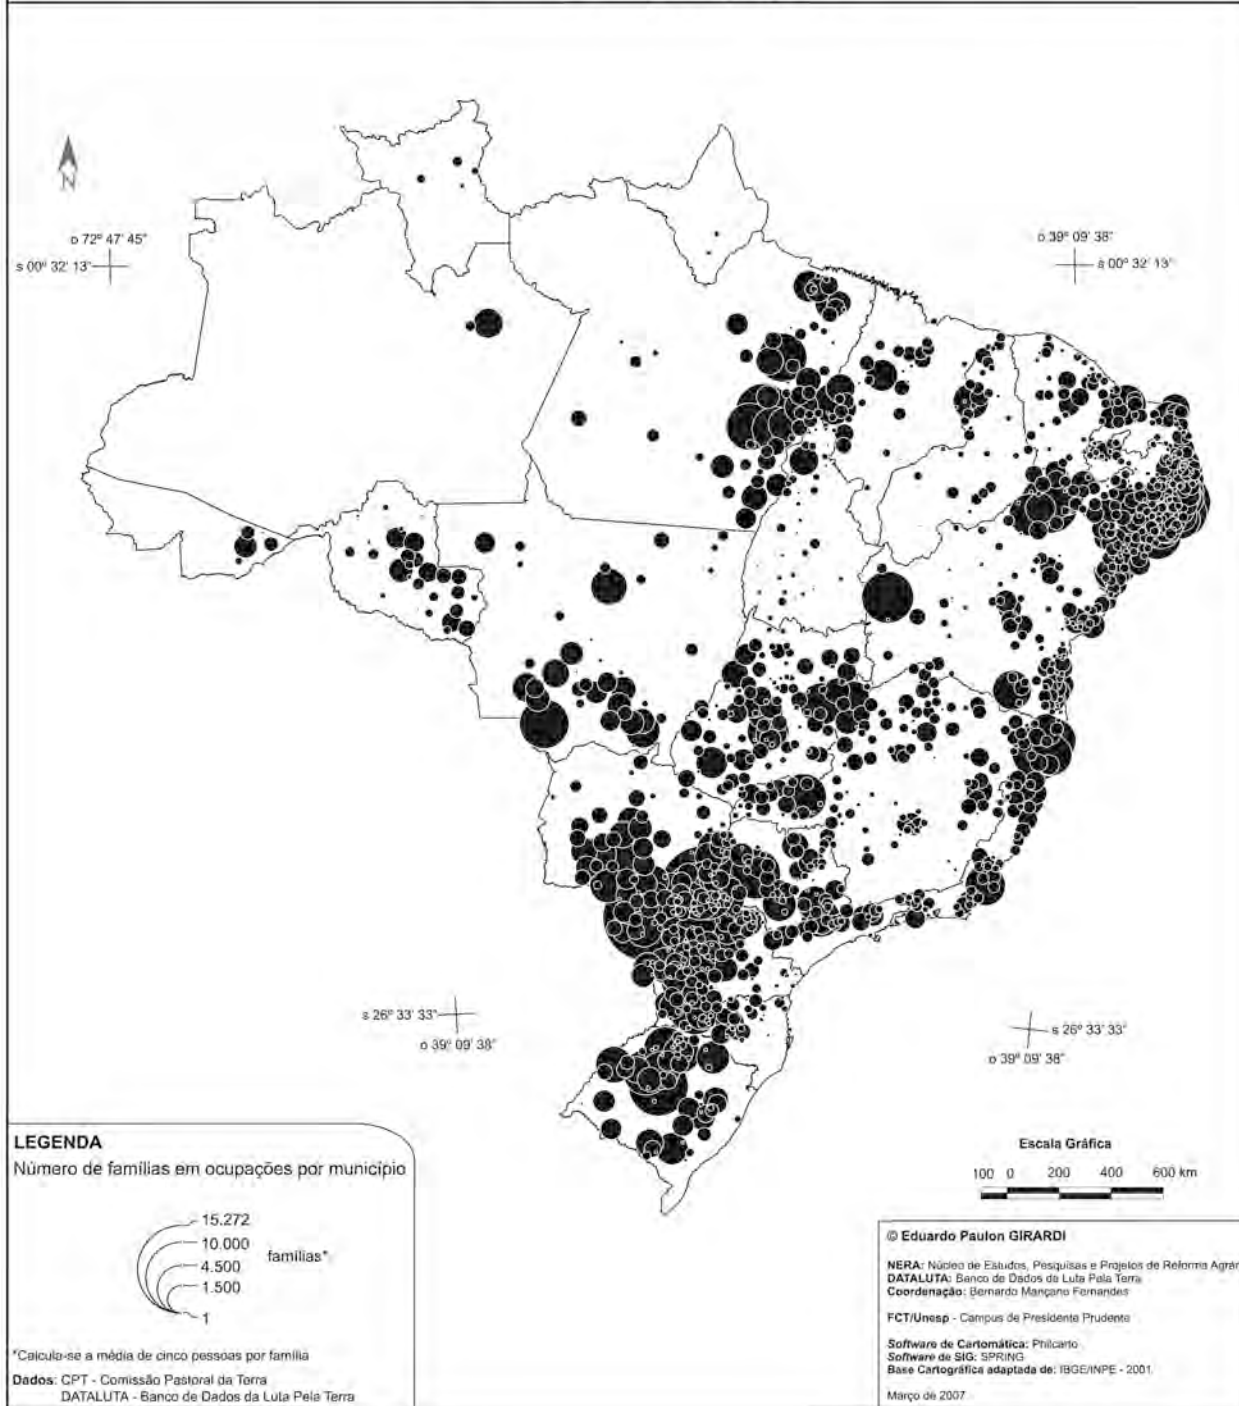 N
o 72º 47' 45"
s 00º 32' 13"
o 39º 09' 38"
s 00º 32' 13"
s 26º 33' 33"
o 39º 09' 38"
s 26º 33' 33"
o 39º 09' 38"
LEGENDA
Número de famílias em ocupações por município
15.272
10.000
famílias*
4.500
1.500
1
*Calcula-se a média de cinco pessoas por família
Dados: CPT - Comissão Pastoral da Terra
DATALUTA - Banco de Dados da Luta Pela Terra
Escala Gráfica
100 0 200 400 600 km
© Eduardo Paulon GIRARDI
NERA: Núcleo de Estudos, Pesquisas e Projetos de Reforma Agrár
DATALUTA: Banco de Dados da Luta Pela Terra
Coordenação: Bernardo Mançano Fernandes
FCT/Unesp - Campus de Presidente Prudente
Software de Cartomática: Philcarto
Software de SIG: SPRING
Base Cartográfica adaptada de: IBGE/INPE - 2001
Março de 2007